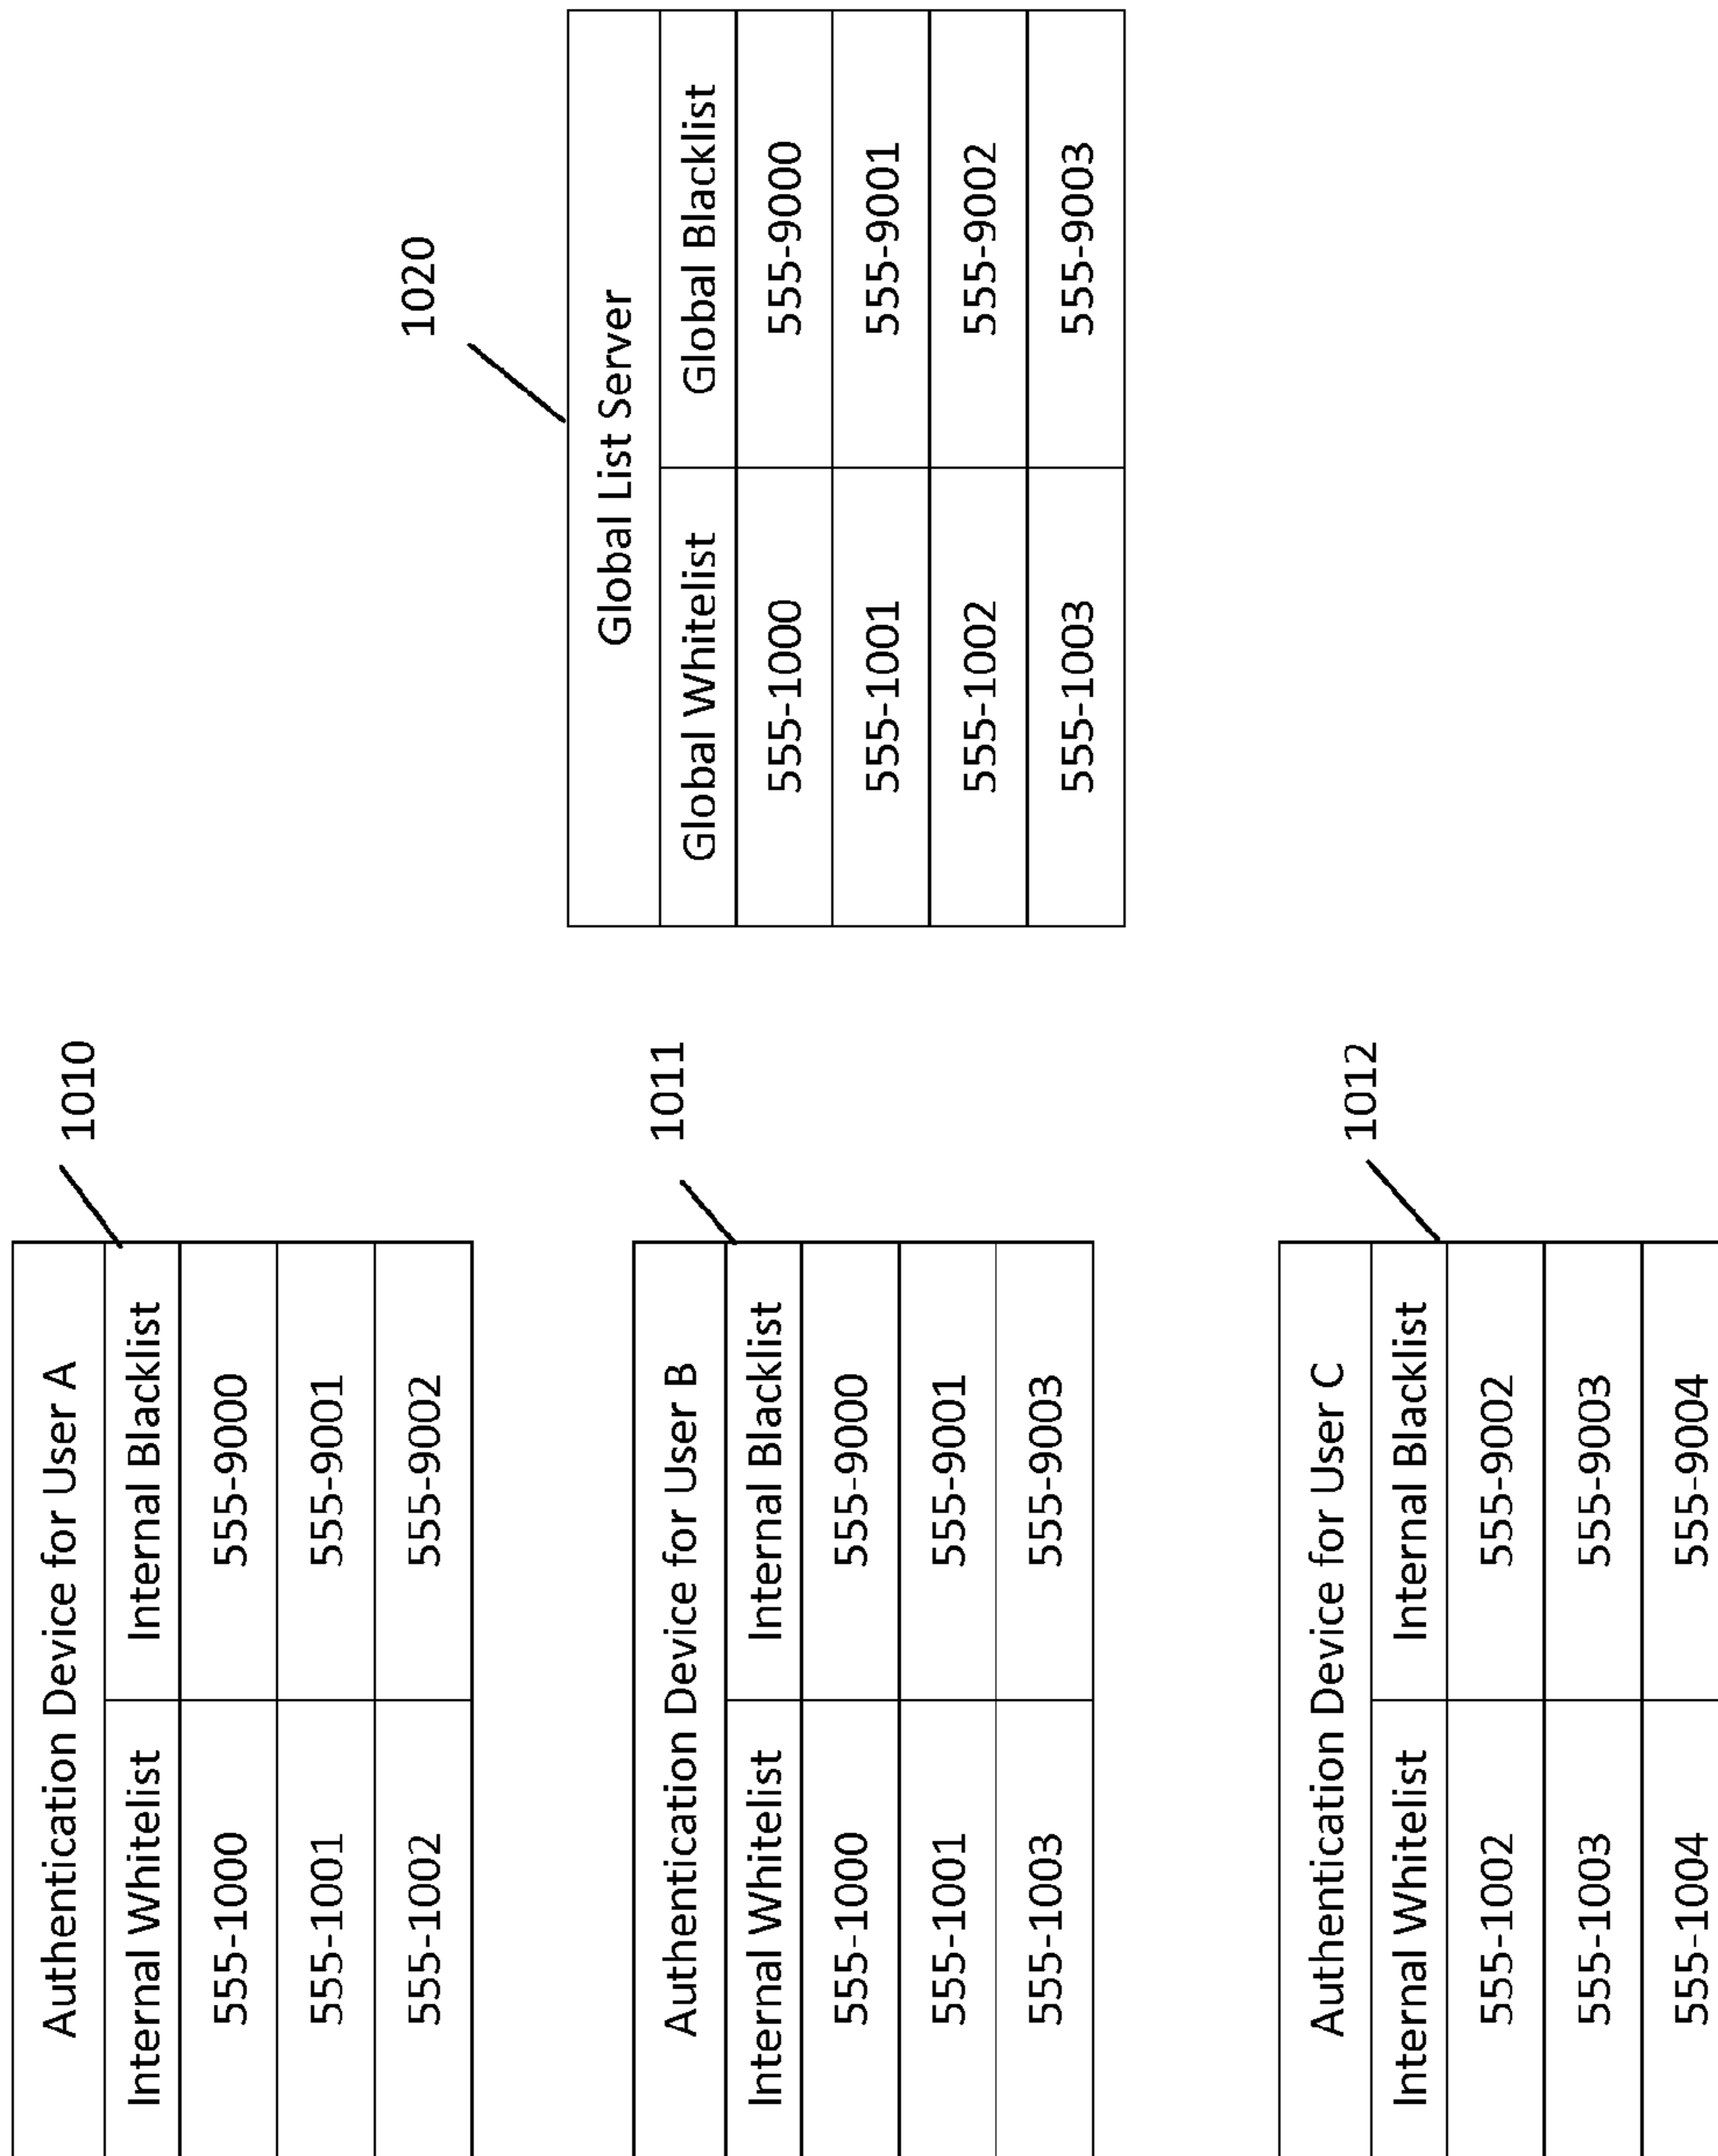 1010
Authentication Device for User A
Internal Whitelist Internal Blacklist
555-1000 555-9000
555-1001 555-9001
555-1002 555-9002
1011
Authentication Device for User B
Internal Whitelist Internal Blacklist
555-1000 555-9000
555-1001 555-9001
555-1003 555-9003
1012
Authentication Device for User C
Internal Whitelist Internal Blacklist
555-1002 555-9002
555-1003 555-9003
555-1004 555-9004
1020
Global List Server
Global Whitelist Global Blacklist
555-1000 555-9000
555-1001 555-9001
555-1002 555-9002
555-1003 555-9003